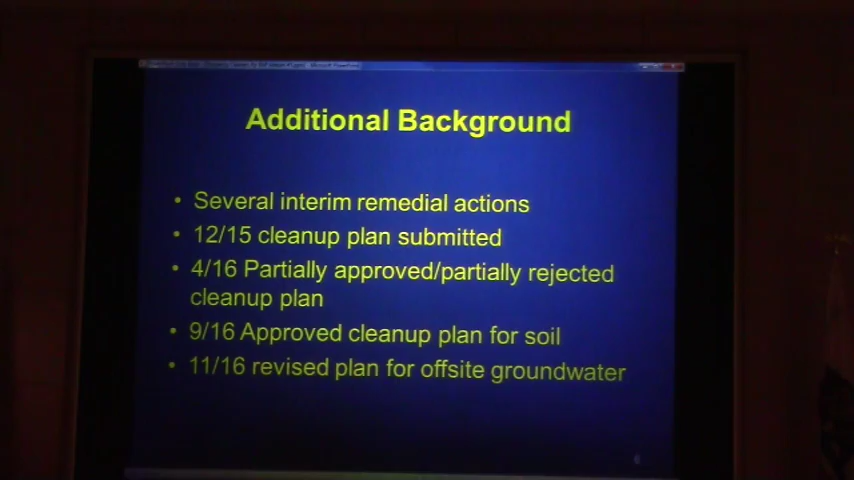 Additional Background
• Several interim remedial actions
• 12/15 cleanup plan submitted
• 4/16 Partially approved/partially rejected
cleanup plan
• 9/16 Approved cleanup plan for soil
• 11/16 revised plan for offsite groundwater